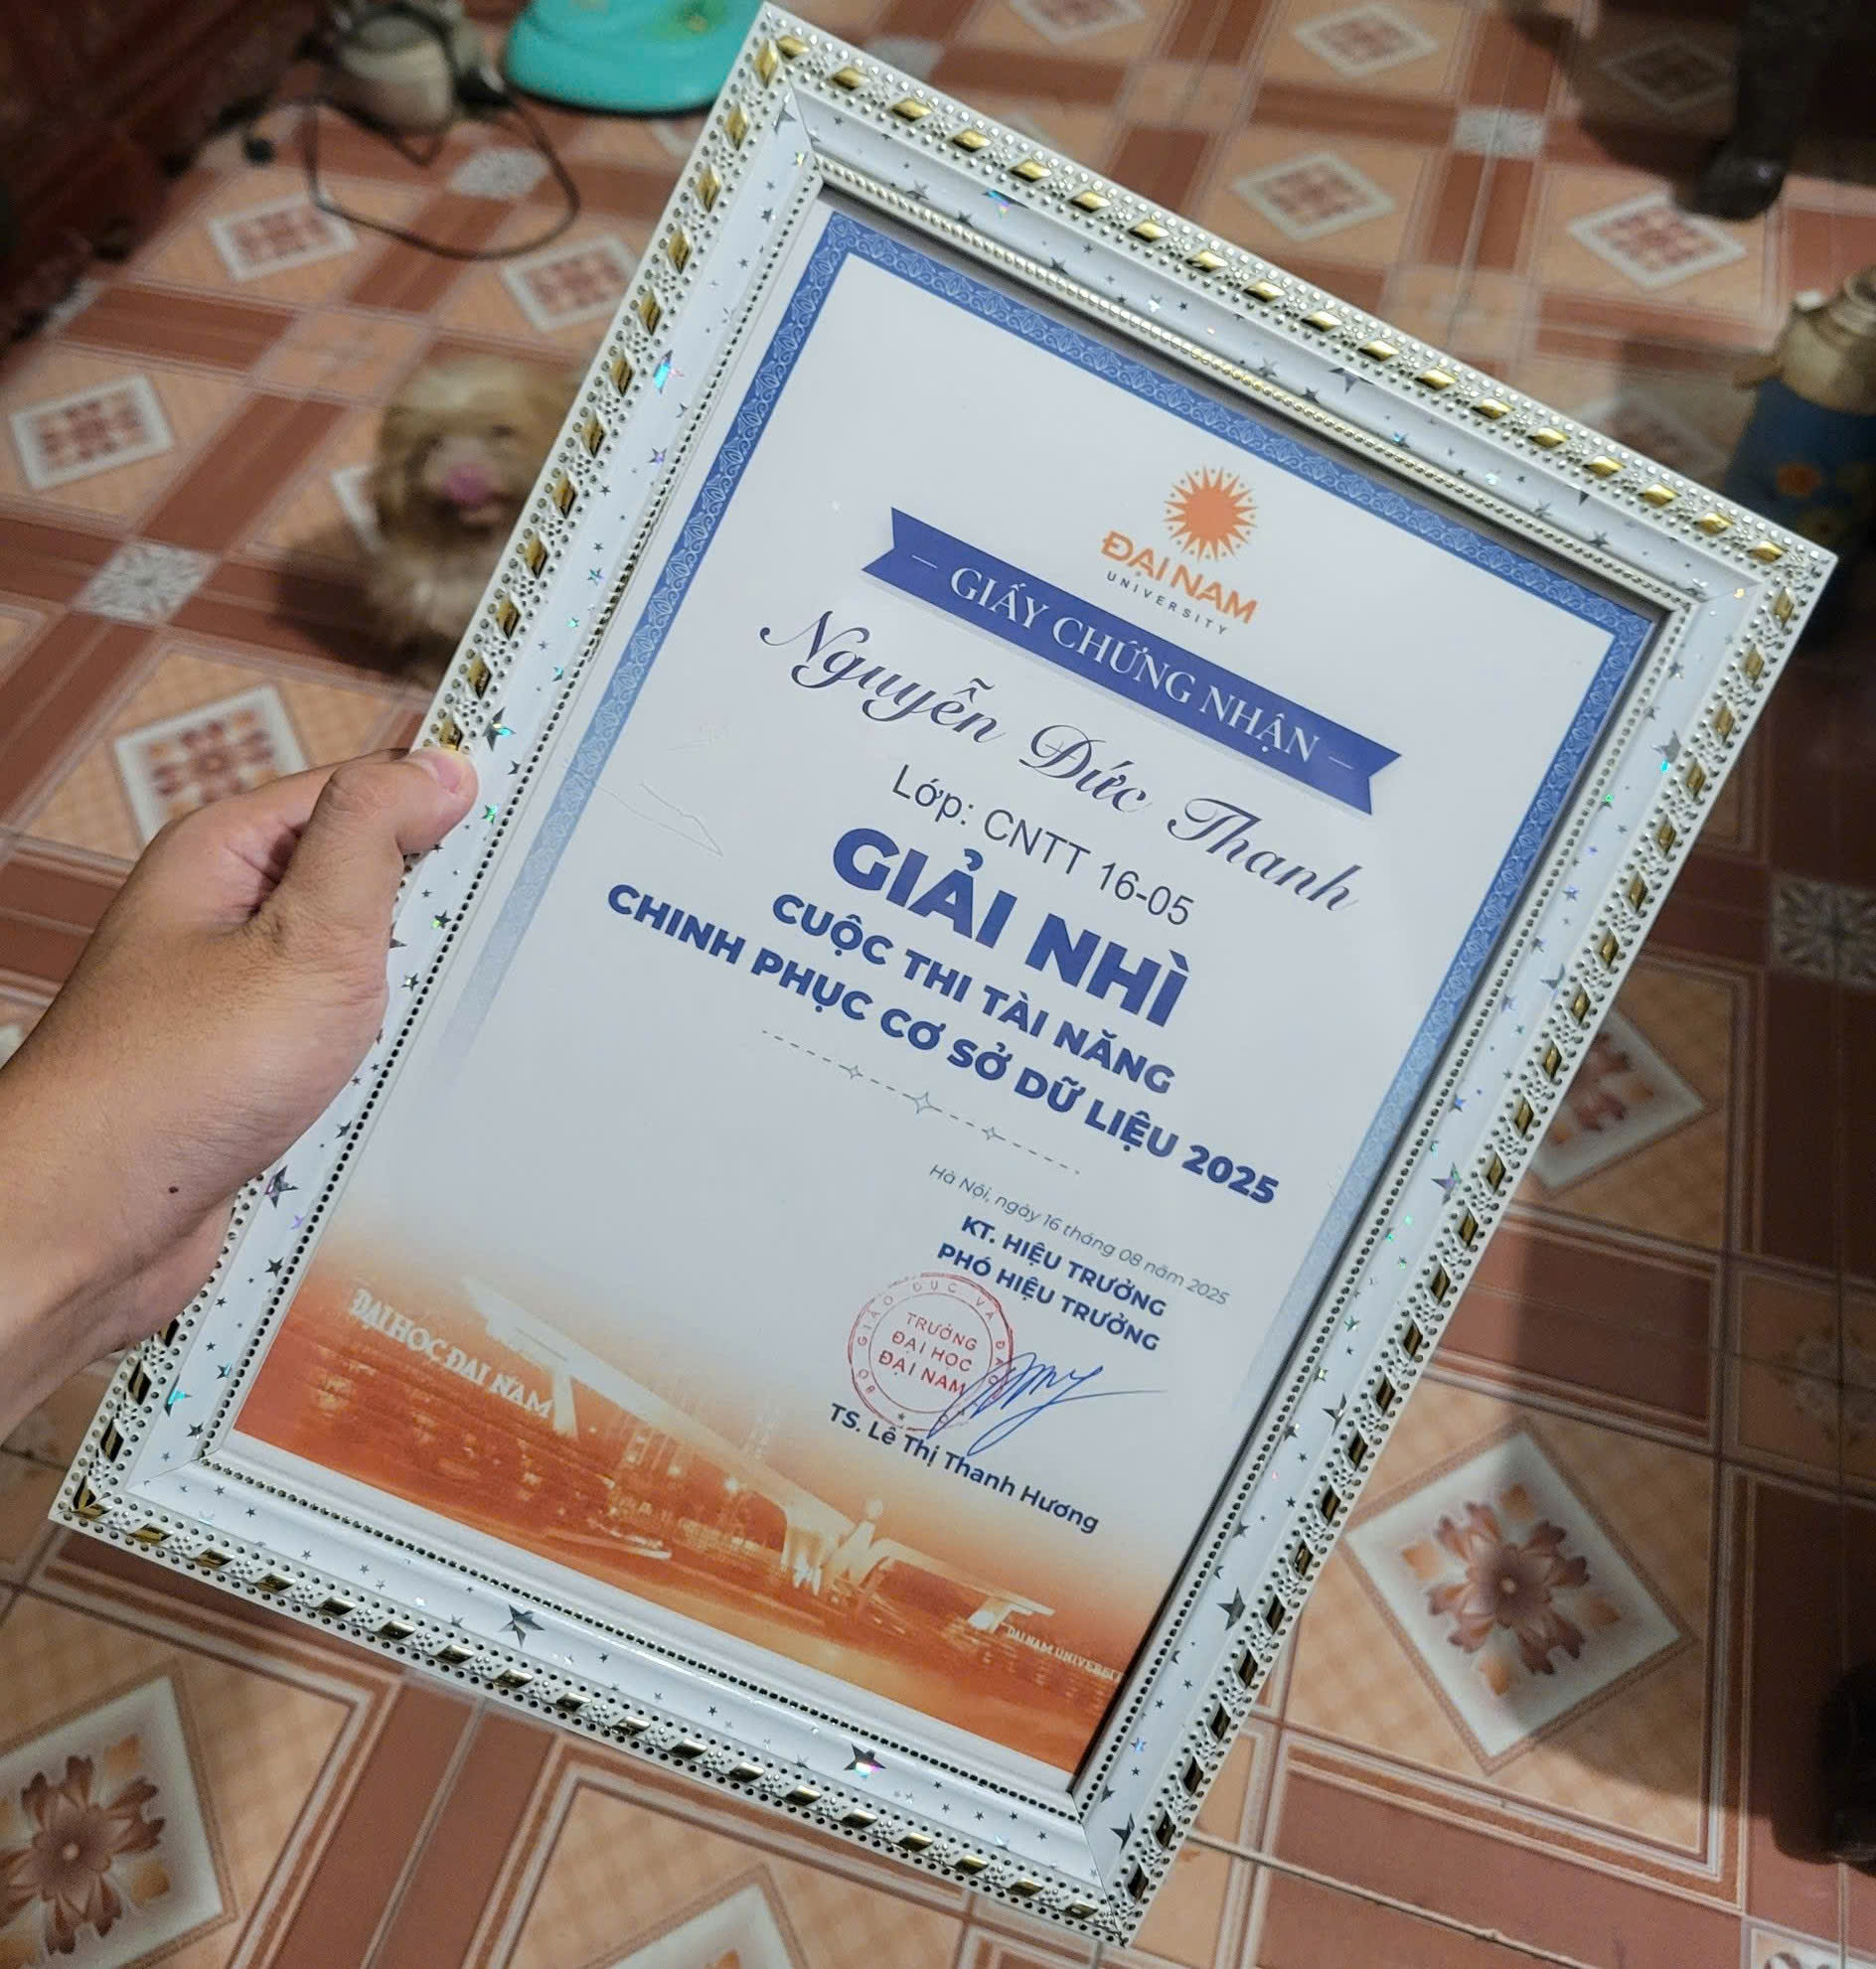 ĐẠI NAM
UNIVERSITY
GIẤY CHỨNG NHẬN
Nguyễn Đức Thanh
Lớp: CNTT 16-05
GIẢI NHÌ
CUỘC THI TÀI NĂNG
CHINH PHỤC CƠ SỞ DỮ LIỆU 2025
Hà Nội, ngày 16 tháng 08 năm 2025
KT. HIỆU TRƯỞNG
PHÓ HIỆU TRƯỞNG
BỘ GIÁO DỤC VÀ ĐÀO
TRƯỜNG
ĐẠI HỌC
ĐẠI NAM
TS. Lê Thị Thanh Hương
ĐẠI HỌC ĐẠI NAM
DAI NAM UNIVERSITY